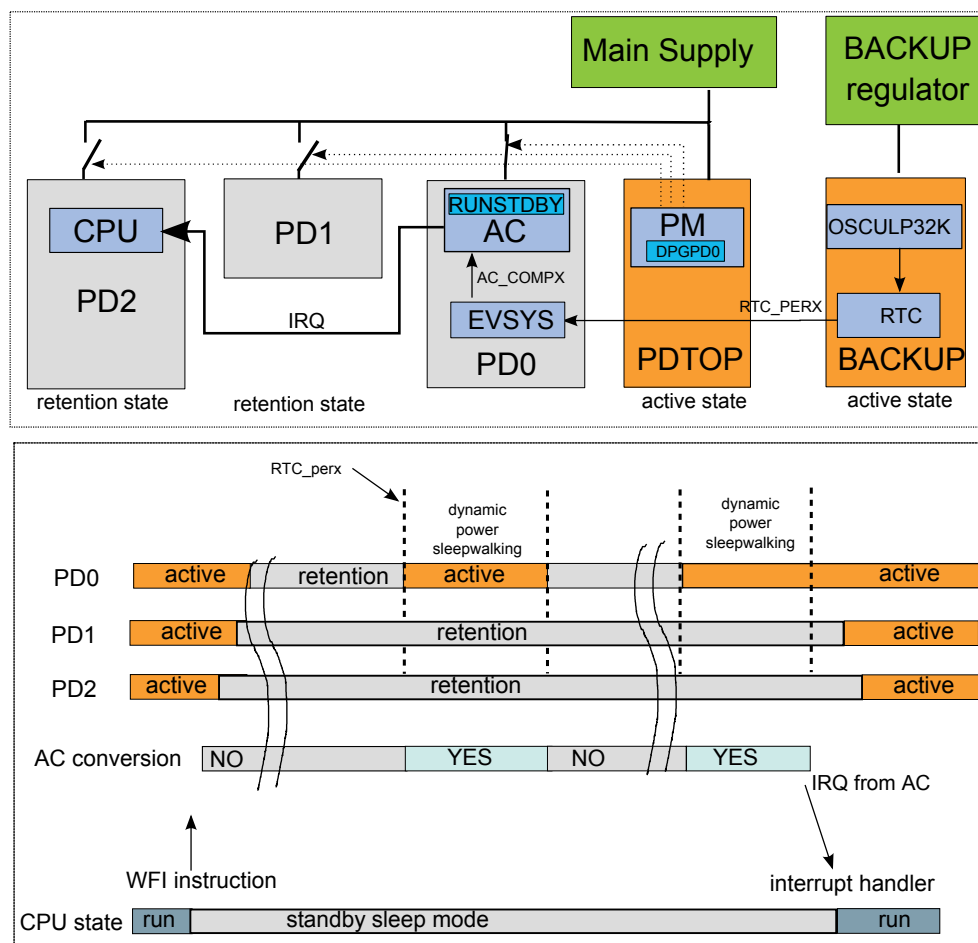 Main Supply
BACKUP
regulator
CPU
PD2
PD1
RUNSTDBY
AC
AC_COMPX
EVSYS
PD0
PM
DPGPD0
PDTOP
OSCULP32K
RTC
BACKUP
RTC_PERX
IRQ
retention state
retention state
active state
active state
RTC_perx
dynamic
power
sleepwalking
dynamic
power
sleepwalking
PD0 active retention active active
PD1 active retention active
PD2 active retention active
AC conversion NO YES NO YES
IRQ from AC
WFI instruction
interrupt handler
CPU state run standby sleep mode run